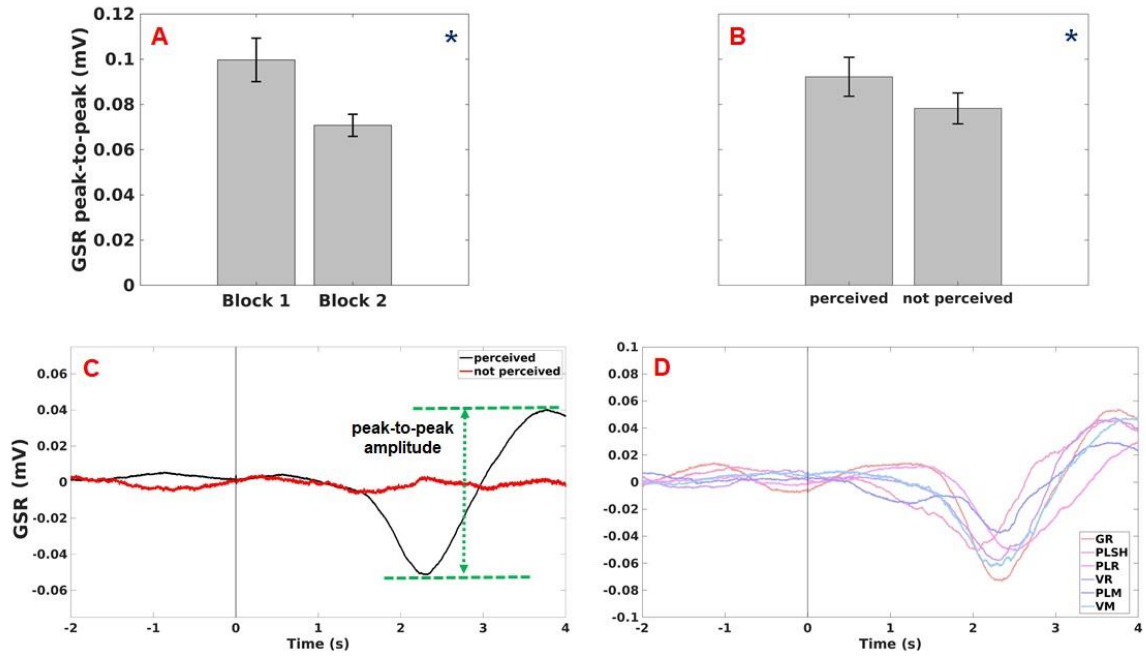 A
*
0.12
0.1
0.08
0.06
0.04
0.02
0
GSR peak-to-peak (mV)
Block 1
Block 2
B
*
perceived
not perceived
C
perceived
not perceived
peak-to-peak
amplitude
0.06
0.04
0.02
0
-0.02
-0.04
-0.06
GSR (mV)
-2
-1
0
1
2
3
4
Time (s)
D
0.1
0.08
0.06
0.04
0.02
0
-0.02
-0.04
-0.06
-0.08
-0.1
GR
PLSH
PLR
VR
PLM
VM
-2
-1
0
1
2
3
4
Time (s)